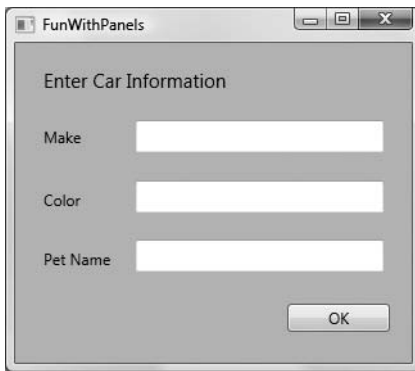 FunWithPanels
Enter Car Information
Make
Color
Pet Name
OK